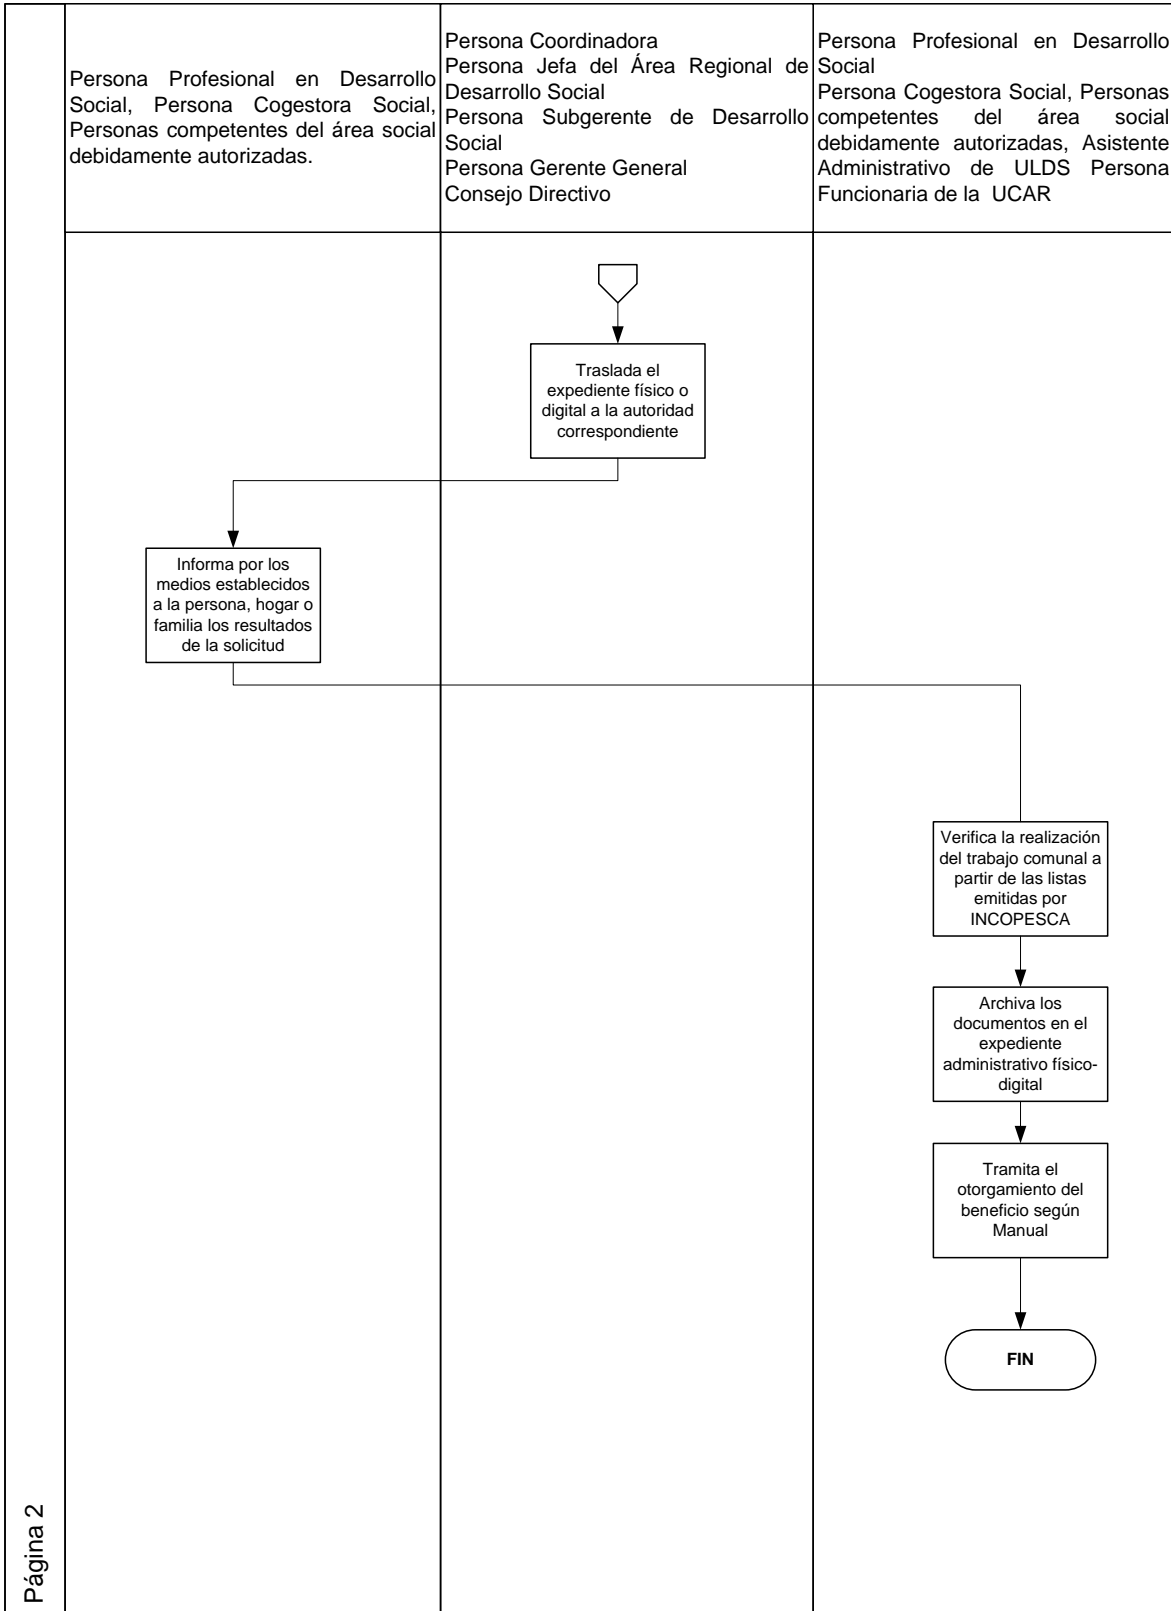 Persona Profesional en Desarrollo
Social, Persona Cogestora Social,
Personas competentes del área social
debidamente autorizadas.
Persona Coordinadora
Persona Jefa del Área Regional de
Desarrollo Social
Persona Subgerente de Desarrollo
Social
Persona Gerente General
Consejo Directivo
Persona Profesional en Desarrollo
Social
Persona Cogestora Social, Personas
competentes del área social
debidamente autorizadas, Asistente
Administrativo de ULDS Persona
Funcionaria de la UCAR
Traslada el
expediente físico o
digital a la autoridad
correspondiente
Informa por los
medios establecidos
a la persona, hogar o
familia los resultados
de la solicitud
Verifica la realización
del trabajo comunal a
partir de las listas
emitidas por
INCOPESCA
Archiva los
documentos en el
expediente
administrativo físico-
digital
Tramita el
otorgamiento del
beneficio según
Manual
FIN
Página 2